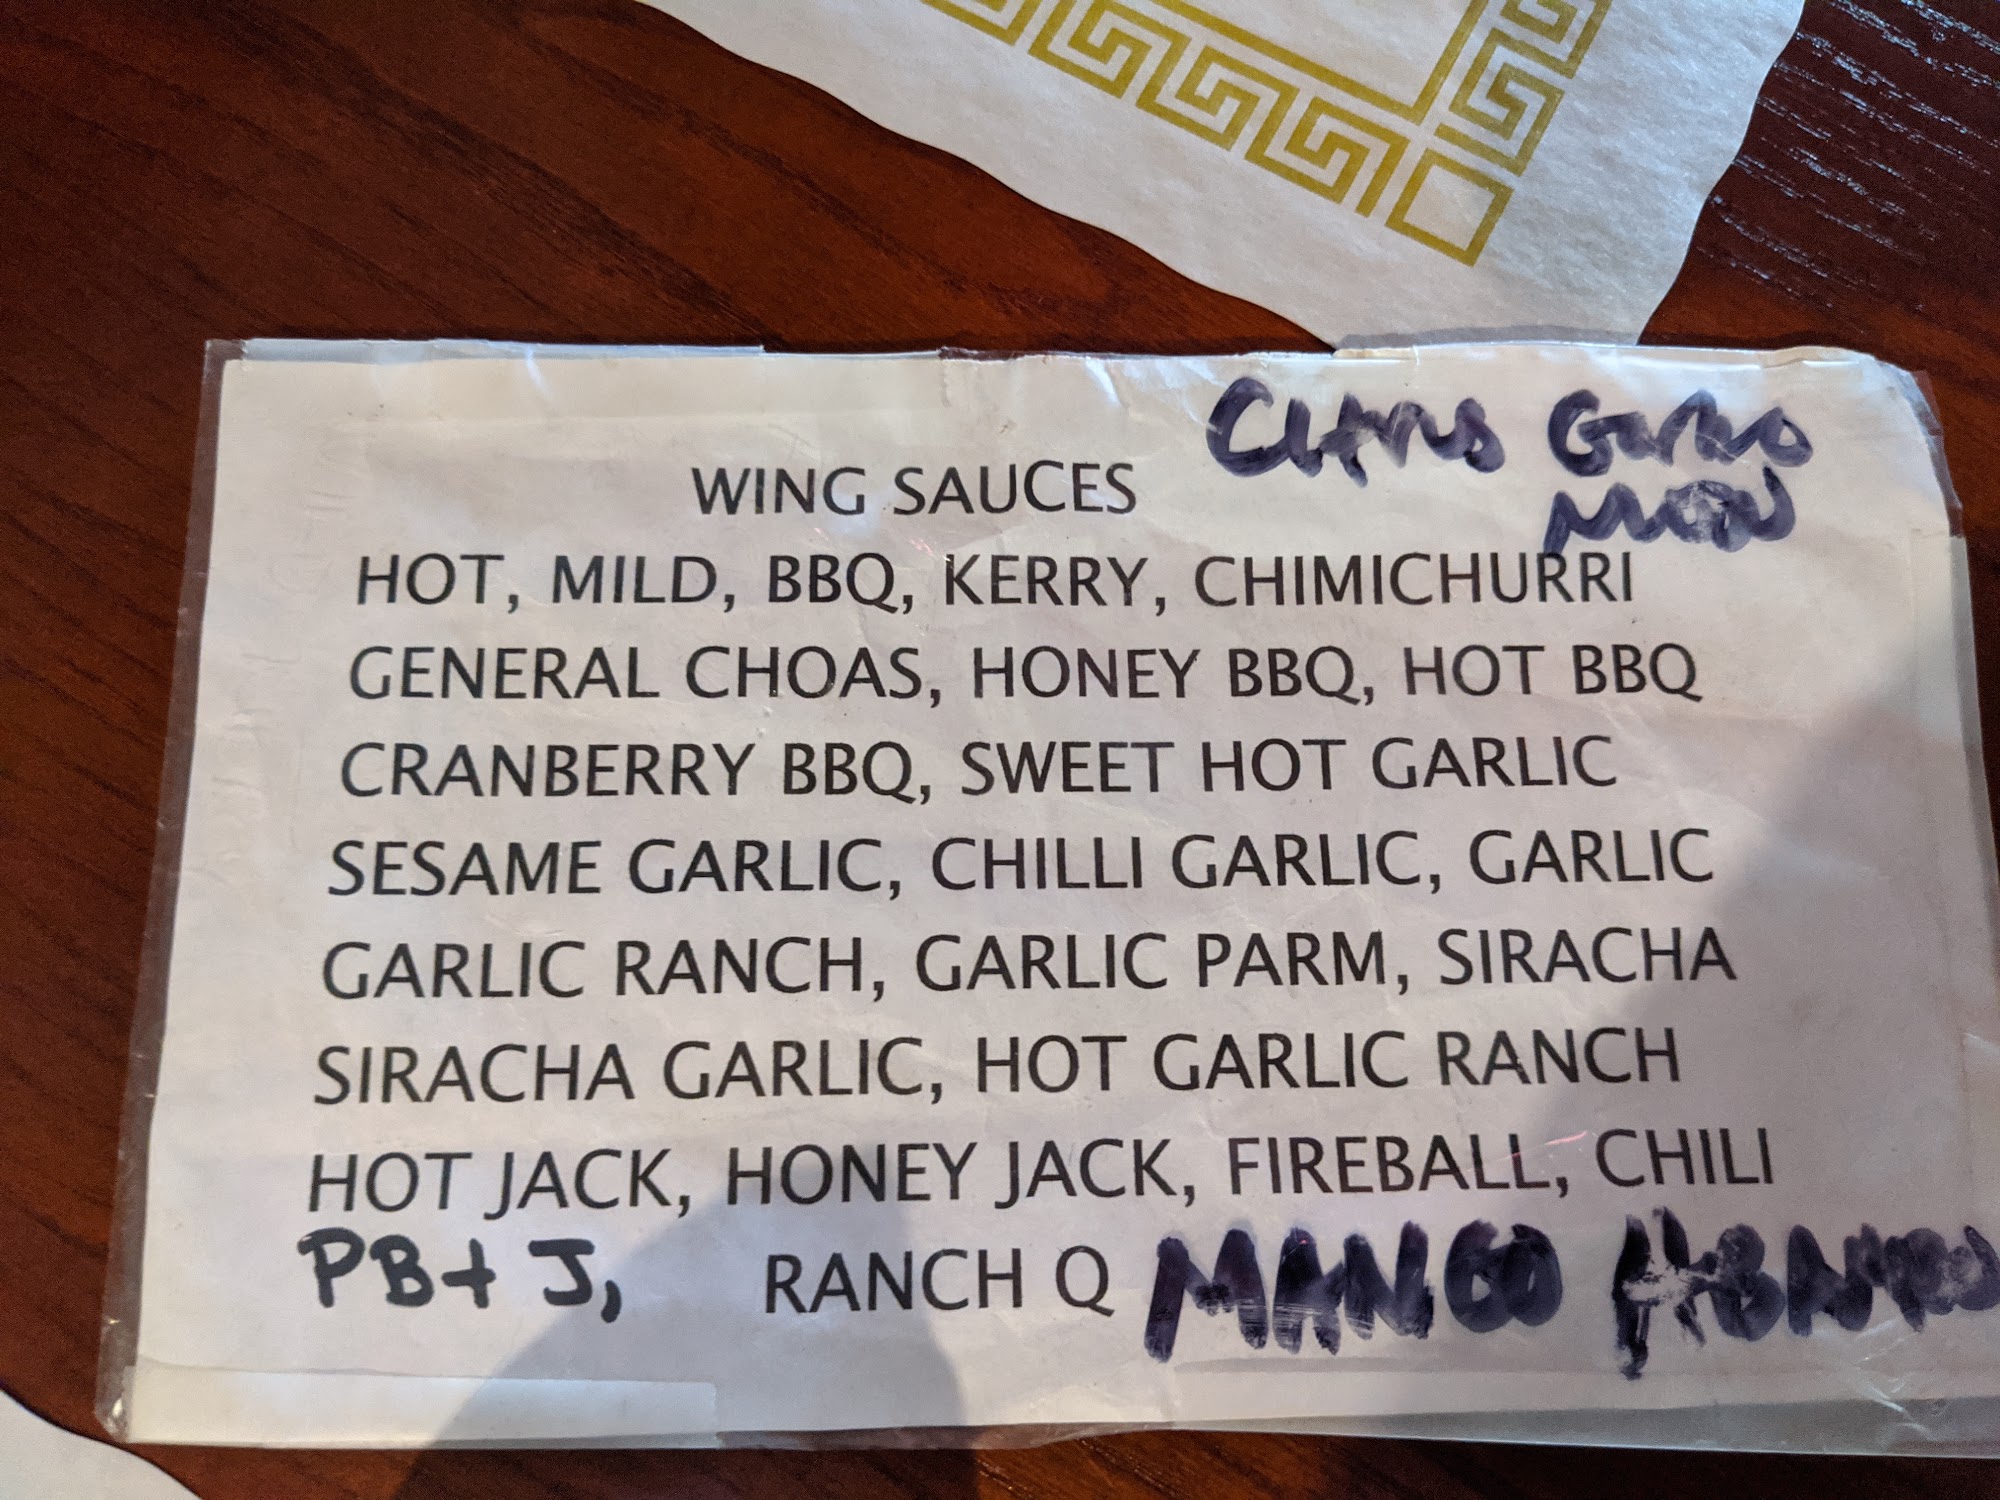 WING SAUCES
HOT, MILD, BBQ, KERRY, CHIMICHURRI
GENERAL CHOAS, HONEY BBQ, HOT BBQ
CRANBERRY BBQ, SWEET HOT GARLIC
SESAME GARLIC, CHILLI GARLIC, GARLIC
GARLIC RANCH, GARLIC PARM, SIRACHA
SIRACHA GARLIC, HOT GARLIC RANCH
HOT JACK, HONEY JACK, FIREBALL, CHILI
PB+J, RANCH Q MANGO